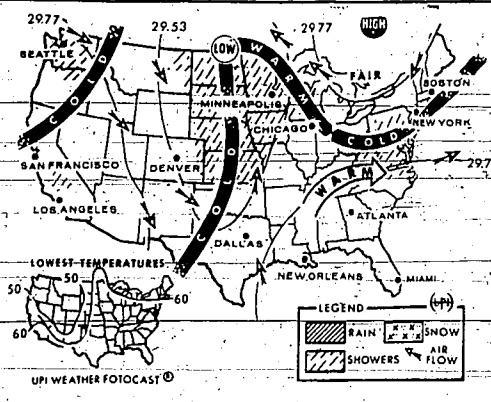 29.77
29.53
29.77
HIGH
SEATTLE
LOW
WARM
FAIR
COLD
MINNEAPOLIS
BOSTON
CHICAGO
COLD
NEW YORK
SAN FRANCISCO
DENVER
COLD
WARM
29.7
LOS ANGELES
ATLANTA
DALLAS
LOWEST TEMPERATURES
NEW ORLEANS
MIAMI
50
50
60
60
LEGEND
UPI
RAIN
SNOW
SHOWERS
AIR
FLOW
UPI WEATHER FOTOCAST ®